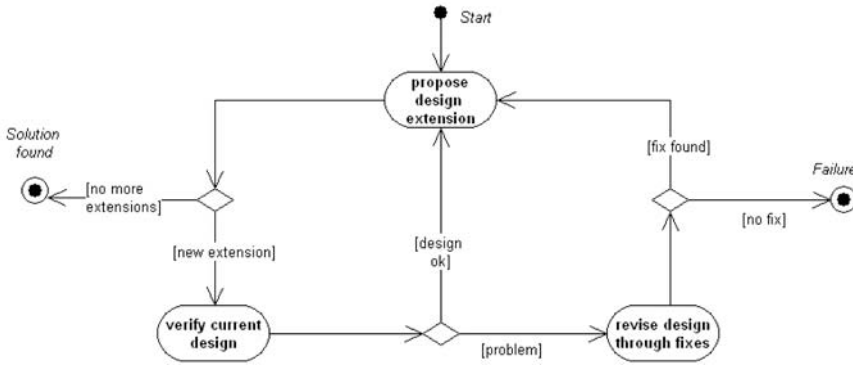 Start
propose
design
extension
Solution
found
[fix found]
Failure
[no more
extensions]
[no fix]
[new extension]
[design
ok]
verify current
design
[problem]
revise design
through fixes